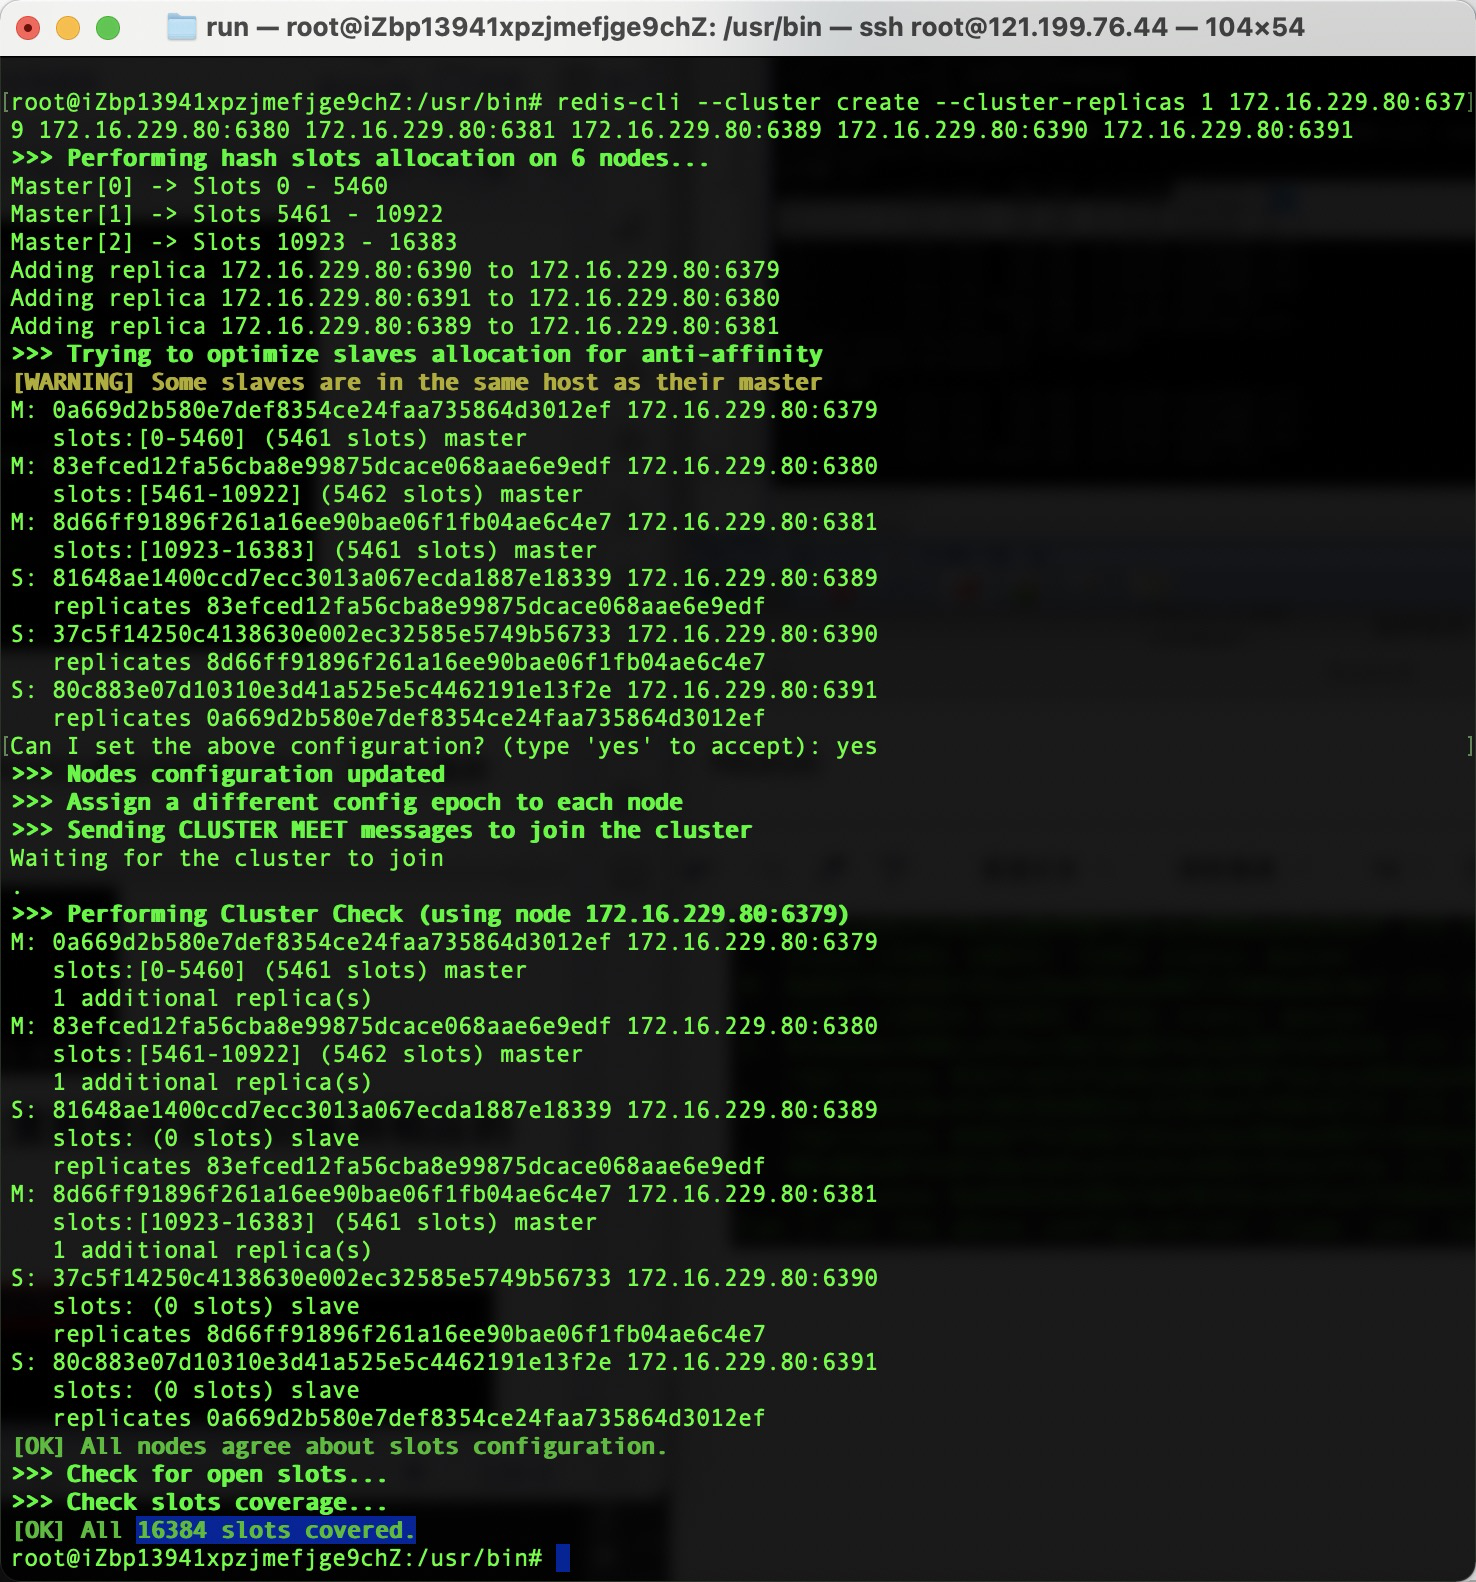 run — root@iZbp13941xpzjmefjge9chZ: /usr/bin — ssh root@121.199.76.44 — 104×54
[root@iZbp13941xpzjmefjge9chZ:/usr/bin# redis-cli --cluster create --cluster-replicas 1 172.16.229.80:637]
9 172.16.229.80:6380 172.16.229.80:6381 172.16.229.80:6389 172.16.229.80:6390 172.16.229.80:6391
>>> Performing hash slots allocation on 6 nodes...
Master[0] -> Slots 0 - 5460
Master[1] -> Slots 5461 - 10922
Master[2] -> Slots 10923 - 16383
Adding replica 172.16.229.80:6390 to 172.16.229.80:6379
Adding replica 172.16.229.80:6391 to 172.16.229.80:6380
Adding replica 172.16.229.80:6389 to 172.16.229.80:6381
>>> Trying to optimize slaves allocation for anti-affinity
[WARNING] Some slaves are in the same host as their master
M: 0a669d2b580e7def8354ce24faa735864d3012ef 172.16.229.80:6379
   slots:[0-5460] (5461 slots) master
M: 83efced12fa56cba8e99875dcace068aae6e9edf 172.16.229.80:6380
   slots:[5461-10922] (5462 slots) master
M: 8d66ff91896f261a16ee90bae06f1fb04ae6c4e7 172.16.229.80:6381
   slots:[10923-16383] (5461 slots) master
S: 81648ae1400ccd7ecc3013a067ecda1887e18339 172.16.229.80:6389
   replicates 83efced12fa56cba8e99875dcace068aae6e9edf
S: 37c5f14250c4138630e002ec32585e5749b56733 172.16.229.80:6390
   replicates 8d66ff91896f261a16ee90bae06f1fb04ae6c4e7
S: 80c883e07d10310e3d41a525e5c4462191e13f2e 172.16.229.80:6391
   replicates 0a669d2b580e7def8354ce24faa735864d3012ef
[Can I set the above configuration? (type 'yes' to accept): yes ]
>>> Nodes configuration updated
>>> Assign a different config epoch to each node
>>> Sending CLUSTER MEET messages to join the cluster
Waiting for the cluster to join
.
>>> Performing Cluster Check (using node 172.16.229.80:6379)
M: 0a669d2b580e7def8354ce24faa735864d3012ef 172.16.229.80:6379
   slots:[0-5460] (5461 slots) master
   1 additional replica(s)
M: 83efced12fa56cba8e99875dcace068aae6e9edf 172.16.229.80:6380
   slots:[5461-10922] (5462 slots) master
   1 additional replica(s)
S: 81648ae1400ccd7ecc3013a067ecda1887e18339 172.16.229.80:6389
   slots: (0 slots) slave
   replicates 83efced12fa56cba8e99875dcace068aae6e9edf
M: 8d66ff91896f261a16ee90bae06f1fb04ae6c4e7 172.16.229.80:6381
   slots:[10923-16383] (5461 slots) master
   1 additional replica(s)
S: 37c5f14250c4138630e002ec32585e5749b56733 172.16.229.80:6390
   slots: (0 slots) slave
   replicates 8d66ff91896f261a16ee90bae06f1fb04ae6c4e7
S: 80c883e07d10310e3d41a525e5c4462191e13f2e 172.16.229.80:6391
   slots: (0 slots) slave
   replicates 0a669d2b580e7def8354ce24faa735864d3012ef
[OK] All nodes agree about slots configuration.
>>> Check for open slots...
>>> Check slots coverage...
[OK] All 16384 slots covered.
root@iZbp13941xpzjmefjge9chZ:/usr/bin#